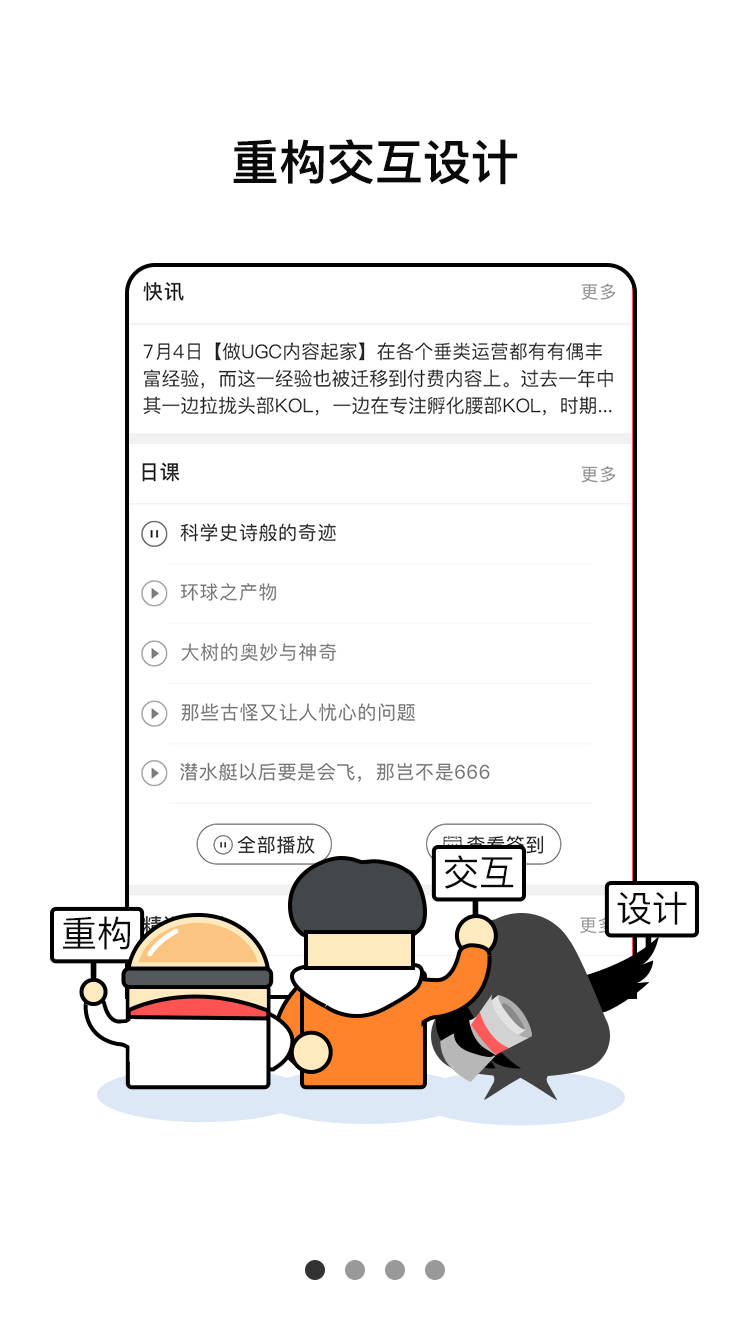 重构交互设计
快讯
更多
7月4日【做UGC内容起家】在各个垂类运营都有有偶丰
富经验，而这一经验也被迁移到付费内容上。过去一年中
其一边拉拢头部KOL，一边在专注孵化腰部KOL，时期...
日课
更多
科学史诗般的奇迹
环球之产物
大树的奥妙与神奇
那些古怪又让人忧心的问题
潜水艇以后要是会飞，那岂不是666
全部播放
查看签到
交互
设计
重构
精
更多